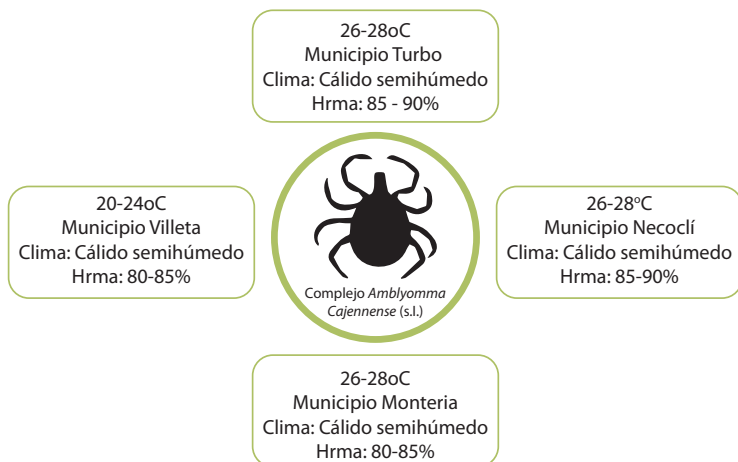 26-28oC
Municipio Turbo
Clima: Cálido semihúmedo
Hrma: 85 - 90%
20-24oC
Municipio Villeta
Clima: Cálido semihúmedo
Hrma: 80-85%
Complejo Amblyomma
Cajennense (s.l.)
26-28ºC
Municipio Necoclí
Clima: Cálido semihúmedo
Hrma: 85-90%
26-28oC
Municipio Monteria
Clima: Cálido semihúmedo
Hrma: 80-85%